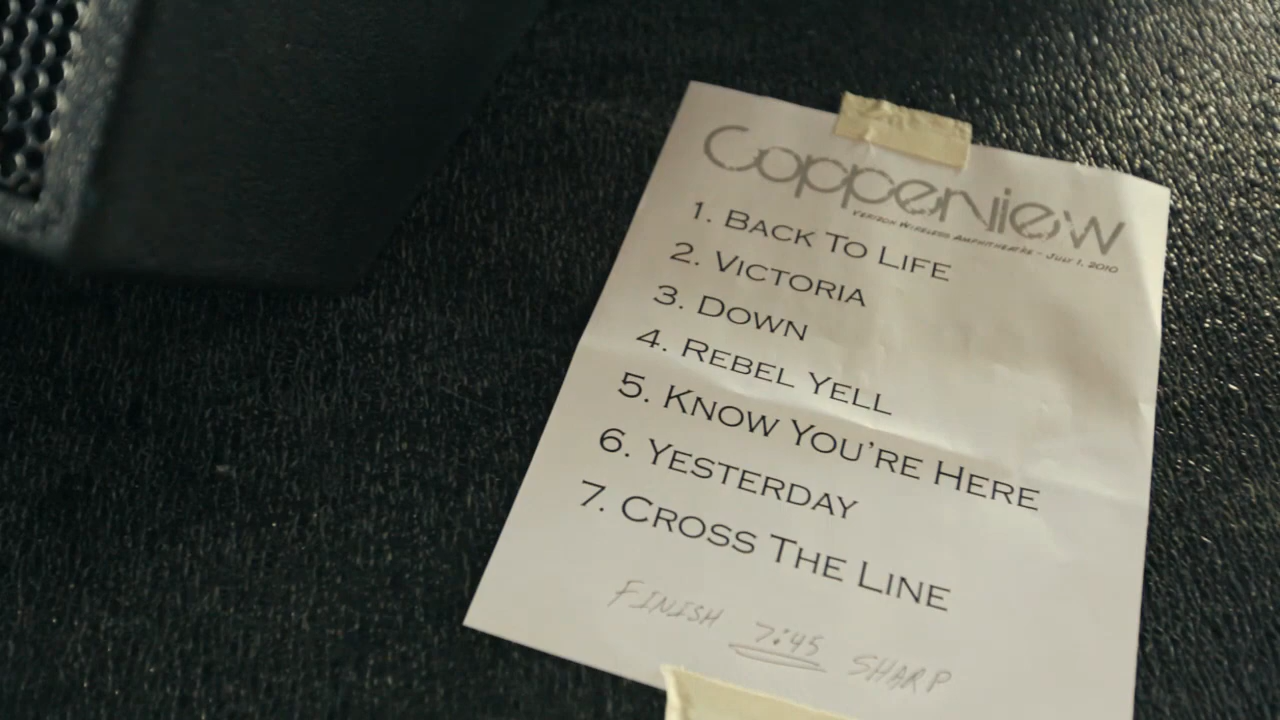 Copperview
VERIZON WIRELESS AMPHITHEATRE - JULY 1, 2010
1. BACK TO LIFE
2. VICTORIA
3. DOWN
4. REBEL YELL
5. KNOW YOU'RE HERE
6. YESTERDAY
7. CROSS THE LINE
FINISH 7:45 SHARP